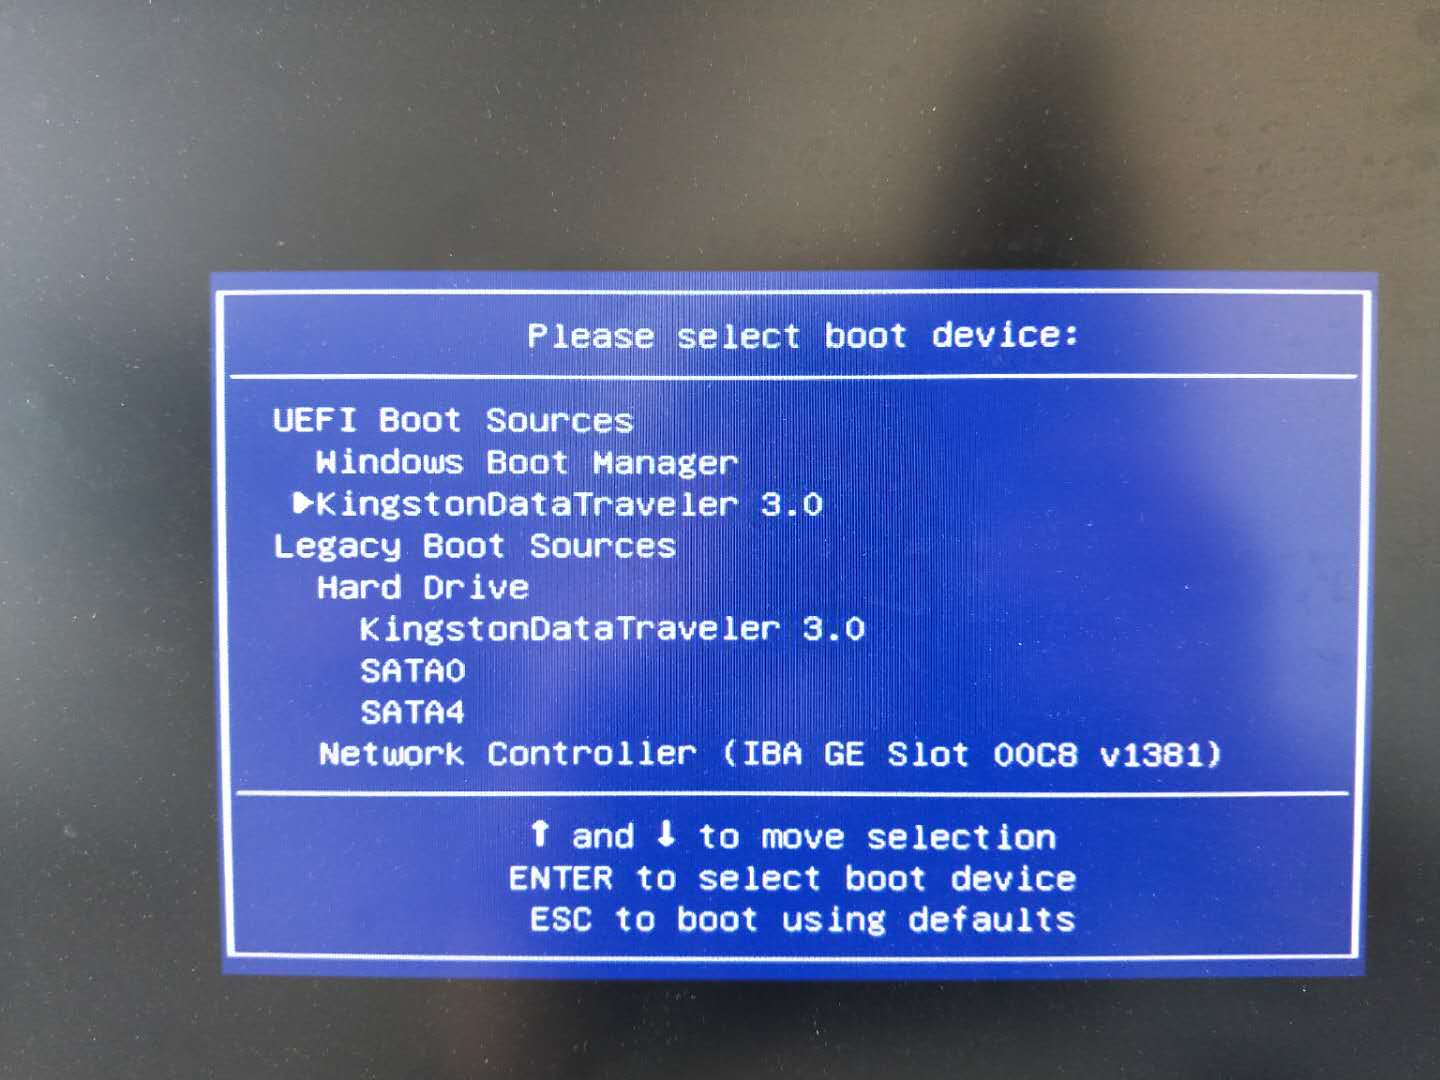 Please select boot device:
UEFI Boot Sources
Windows Boot Manager
KingstonDataTraveler 3.0
Legacy Boot Sources
Hard Drive
KingstonDataTraveler 3.0
SATA0
SATA4
Network Controller (IBA GE Slot 00C8 v1381)
↑ and ↓ to move selection
ENTER to select boot device
ESC to boot using defaults